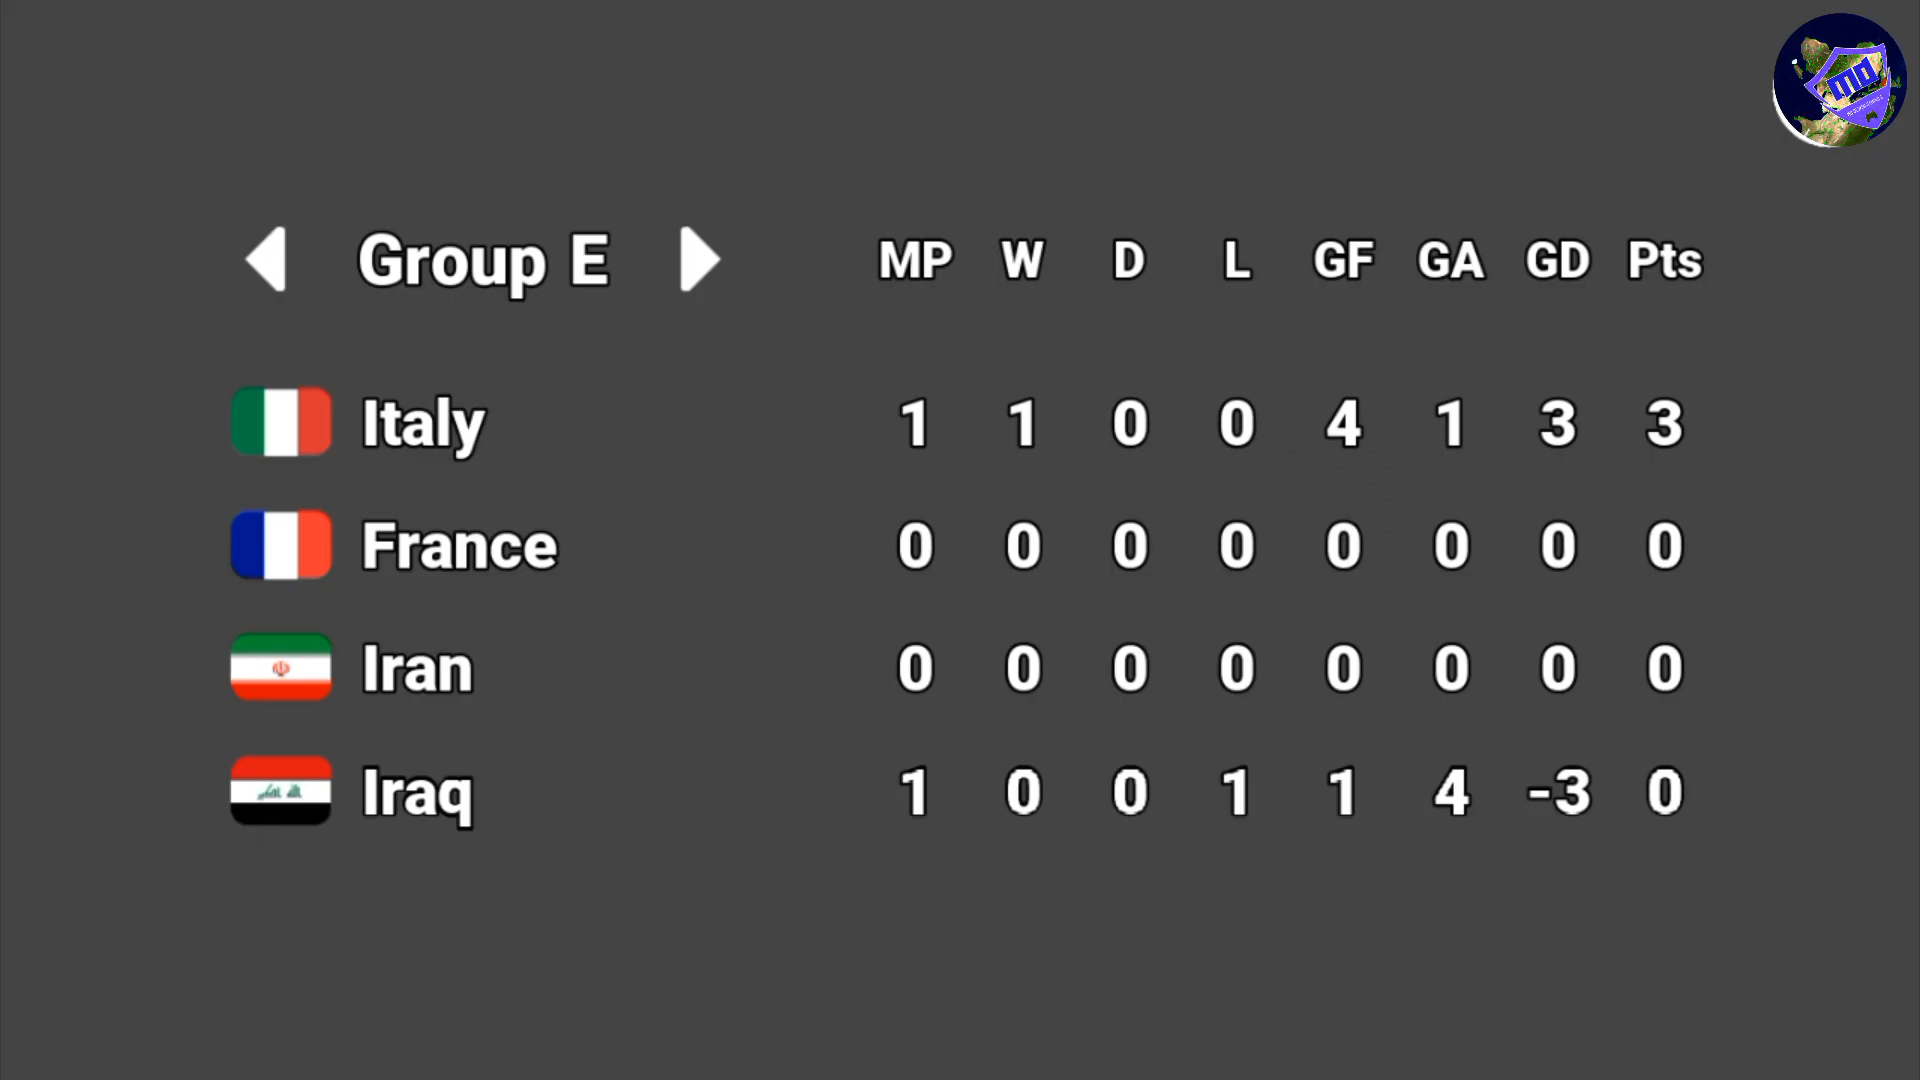 Group E MP W D L GF GA GD Pts
Italy 1 1 0 0 4 1 3 3
France 0 0 0 0 0 0 0 0
Iran 0 0 0 0 0 0 0 0
Iraq 1 0 0 1 1 4 -3 0